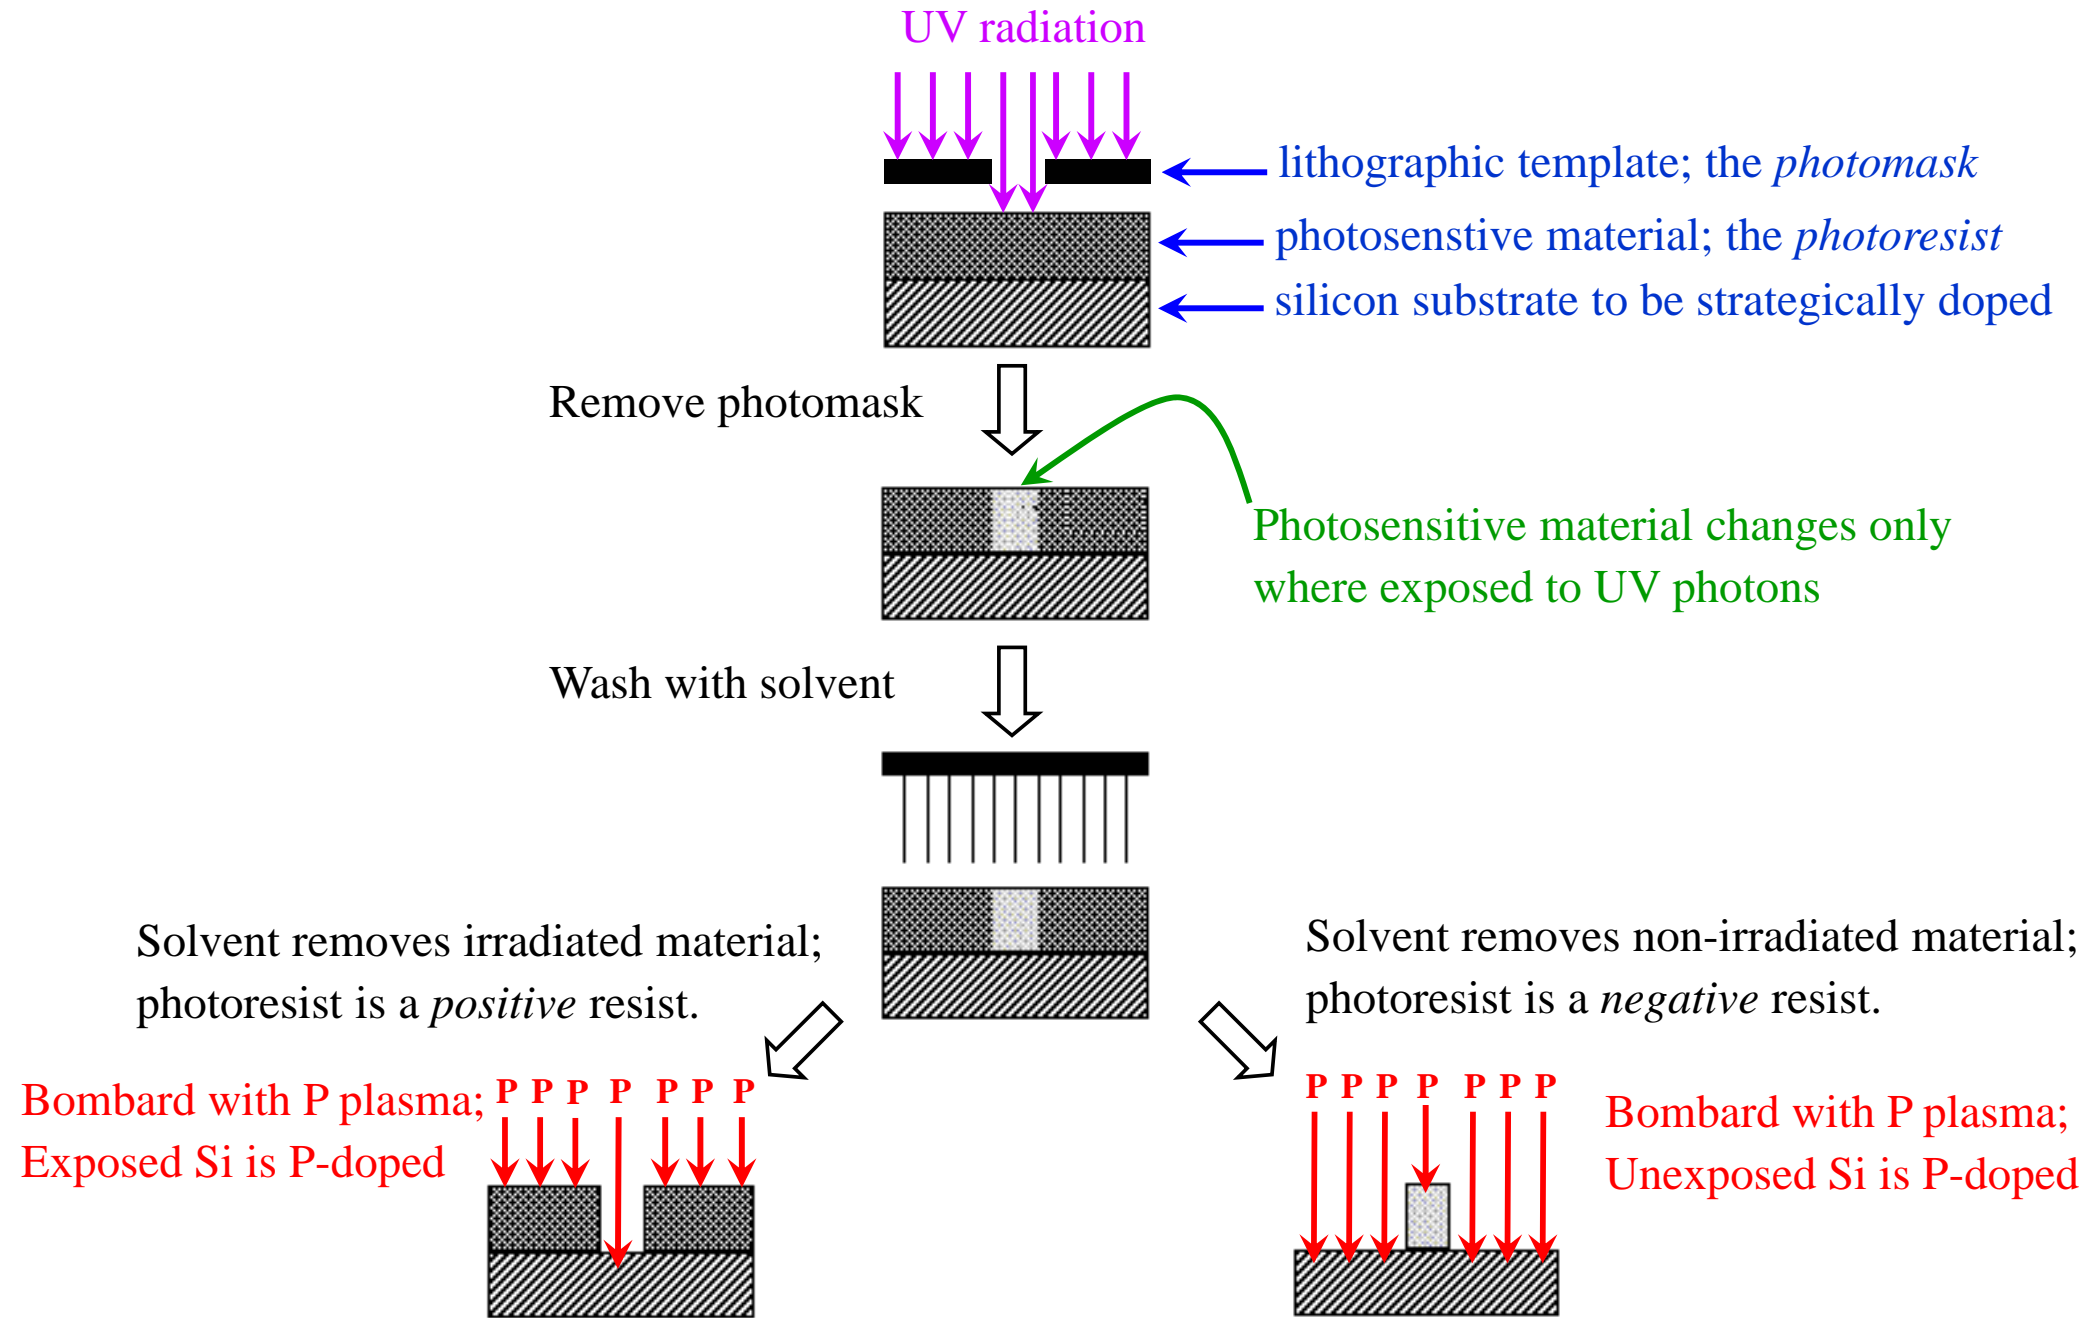 UV radiation
lithographic template; the photomask
photosenstive material; the photoresist
silicon substrate to be strategically doped
Remove photomask
Photosensitive material changes only
where exposed to UV photons
Wash with solvent
Solvent removes irradiated material;
photoresist is a positive resist.
Solvent removes non-irradiated material;
photoresist is a negative resist.
Bombard with P plasma;
Exposed Si is P-doped
P P P P P P P
P P P P P P P
Bombard with P plasma;
Unexposed Si is P-doped